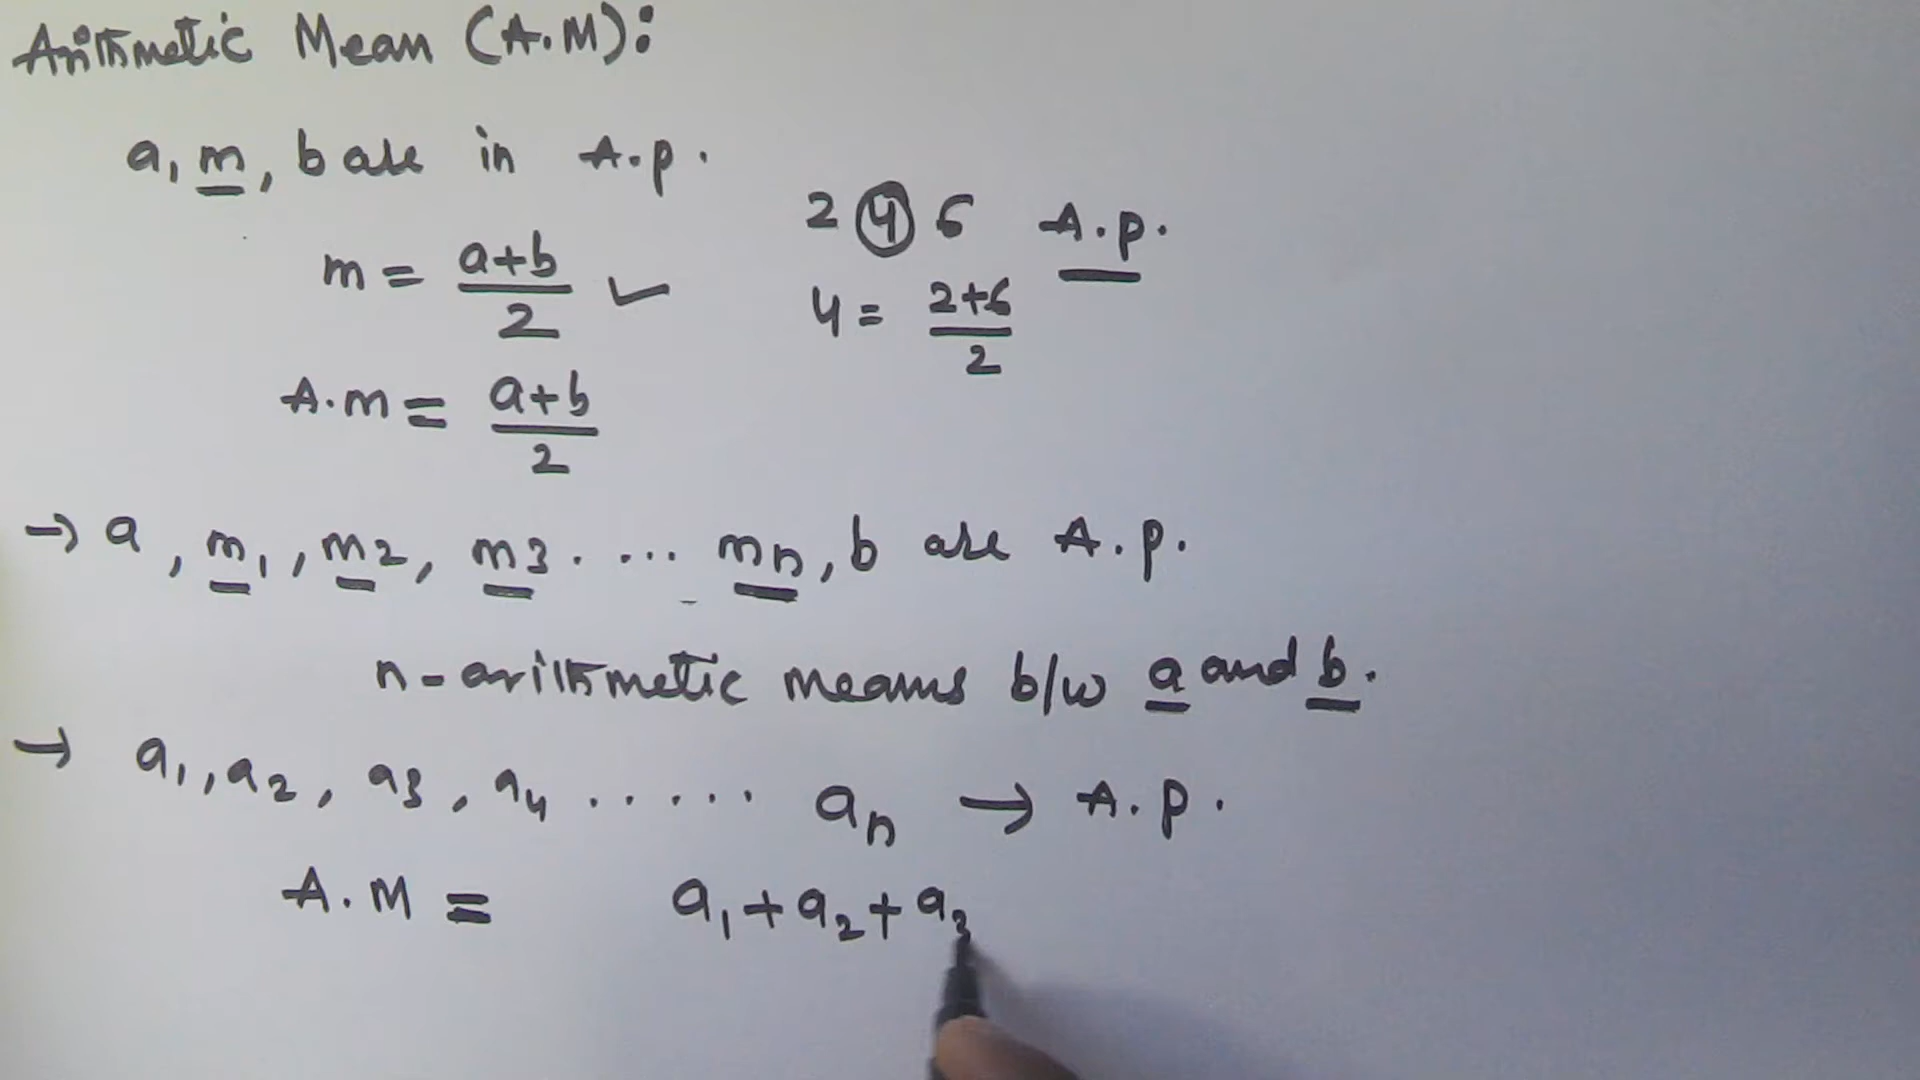 Arithmetic Mean (A.M):
a, m, b are in A.p.
2 4 6 A.p.
m = a+b/2 ✓
4 = 2+6/2
A.m = a+b/2
→ a, m1, m2, m3 . ... mn, b are A.p.
n-arithmetic means b/w a and b.
→ a1, a2, a3, a4 ..... an → A.p.
A.M = a1+a2+a3